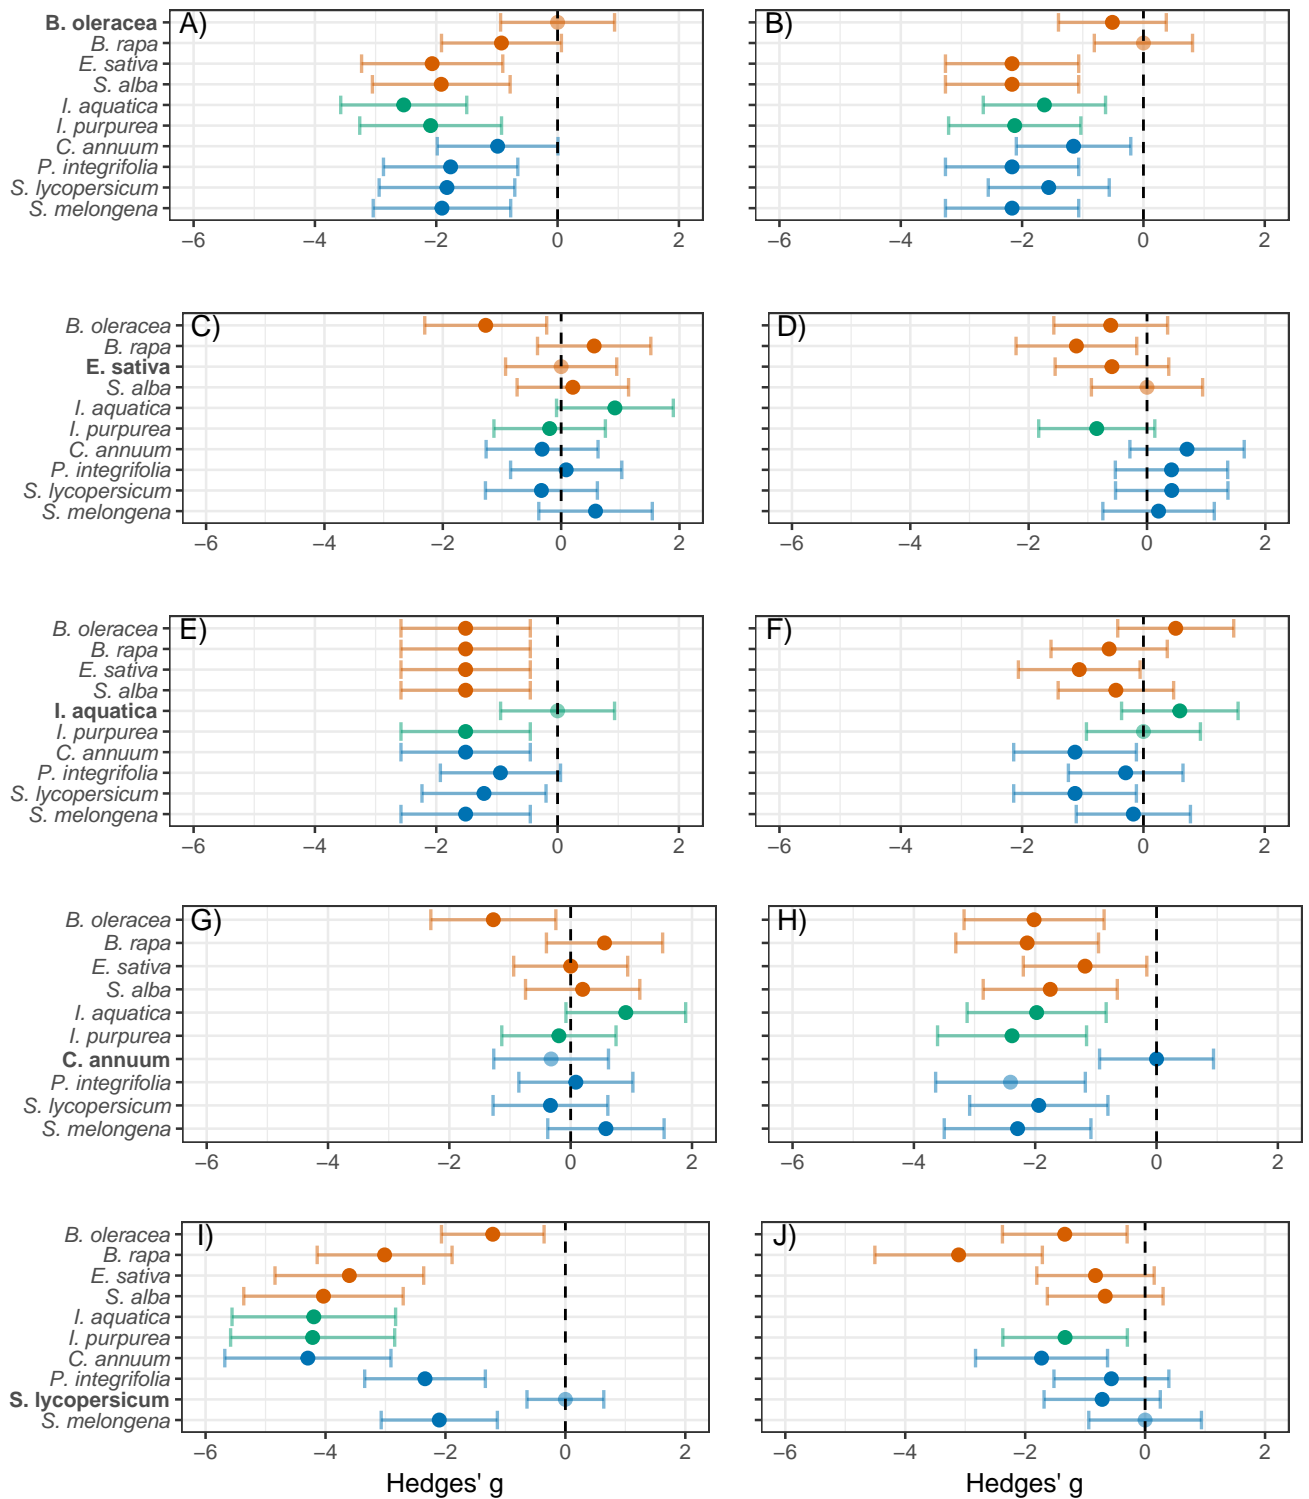 A)
B)
B. oleracea
B. rapa
E. sativa
S. alba
I. aquatica
I. purpurea
C. annuum
P. integrifolia
S. lycopersicum
S. melongena
−6 −4 −2 0 2
−6 −4 −2 0 2
C)
D)
B. oleracea
B. rapa
E. sativa
S. alba
I. aquatica
I. purpurea
C. annuum
P. integrifolia
S. lycopersicum
S. melongena
−6 −4 −2 0 2
−6 −4 −2 0 2
E)
F)
B. oleracea
B. rapa
E. sativa
S. alba
I. aquatica
I. purpurea
C. annuum
P. integrifolia
S. lycopersicum
S. melongena
−6 −4 −2 0 2
−6 −4 −2 0 2
G)
H)
B. oleracea
B. rapa
E. sativa
S. alba
I. aquatica
I. purpurea
C. annuum
P. integrifolia
S. lycopersicum
S. melongena
−6 −4 −2 0 2
−6 −4 −2 0 2
I)
J)
B. oleracea
B. rapa
E. sativa
S. alba
I. aquatica
I. purpurea
C. annuum
P. integrifolia
S. lycopersicum
S. melongena
−6 −4 −2 0 2
−6 −4 −2 0 2
Hedges' g
Hedges' g